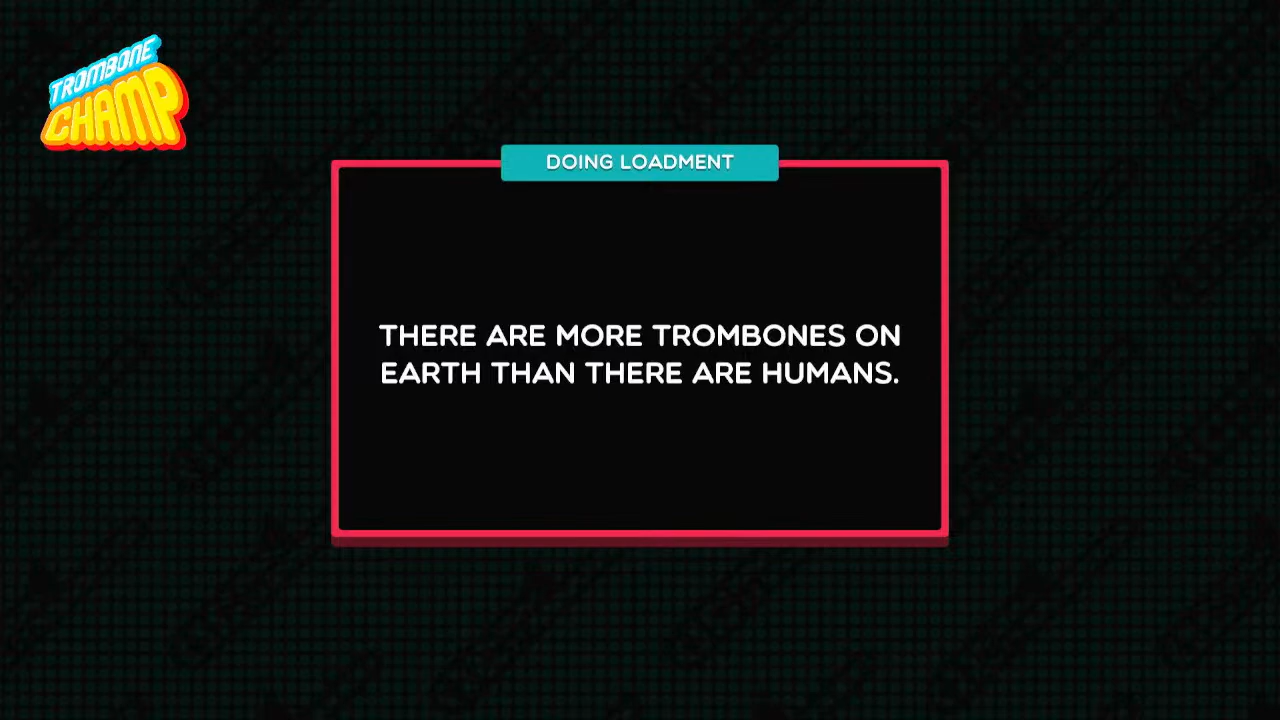 TROMBONE
CHAMP
DOING LOADMENT
THERE ARE MORE TROMBONES ON
EARTH THAN THERE ARE HUMANS.